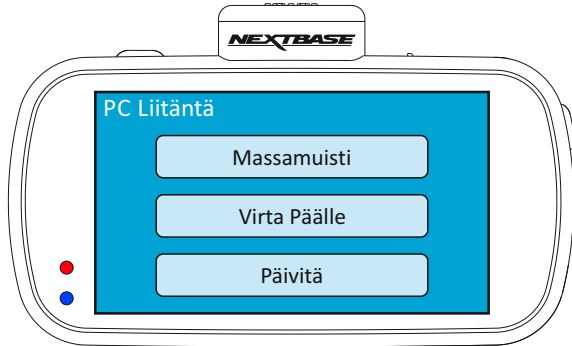 NEXTBASE
PC Liitäntä
Massamuisti
Virta Päälle
Päivitä